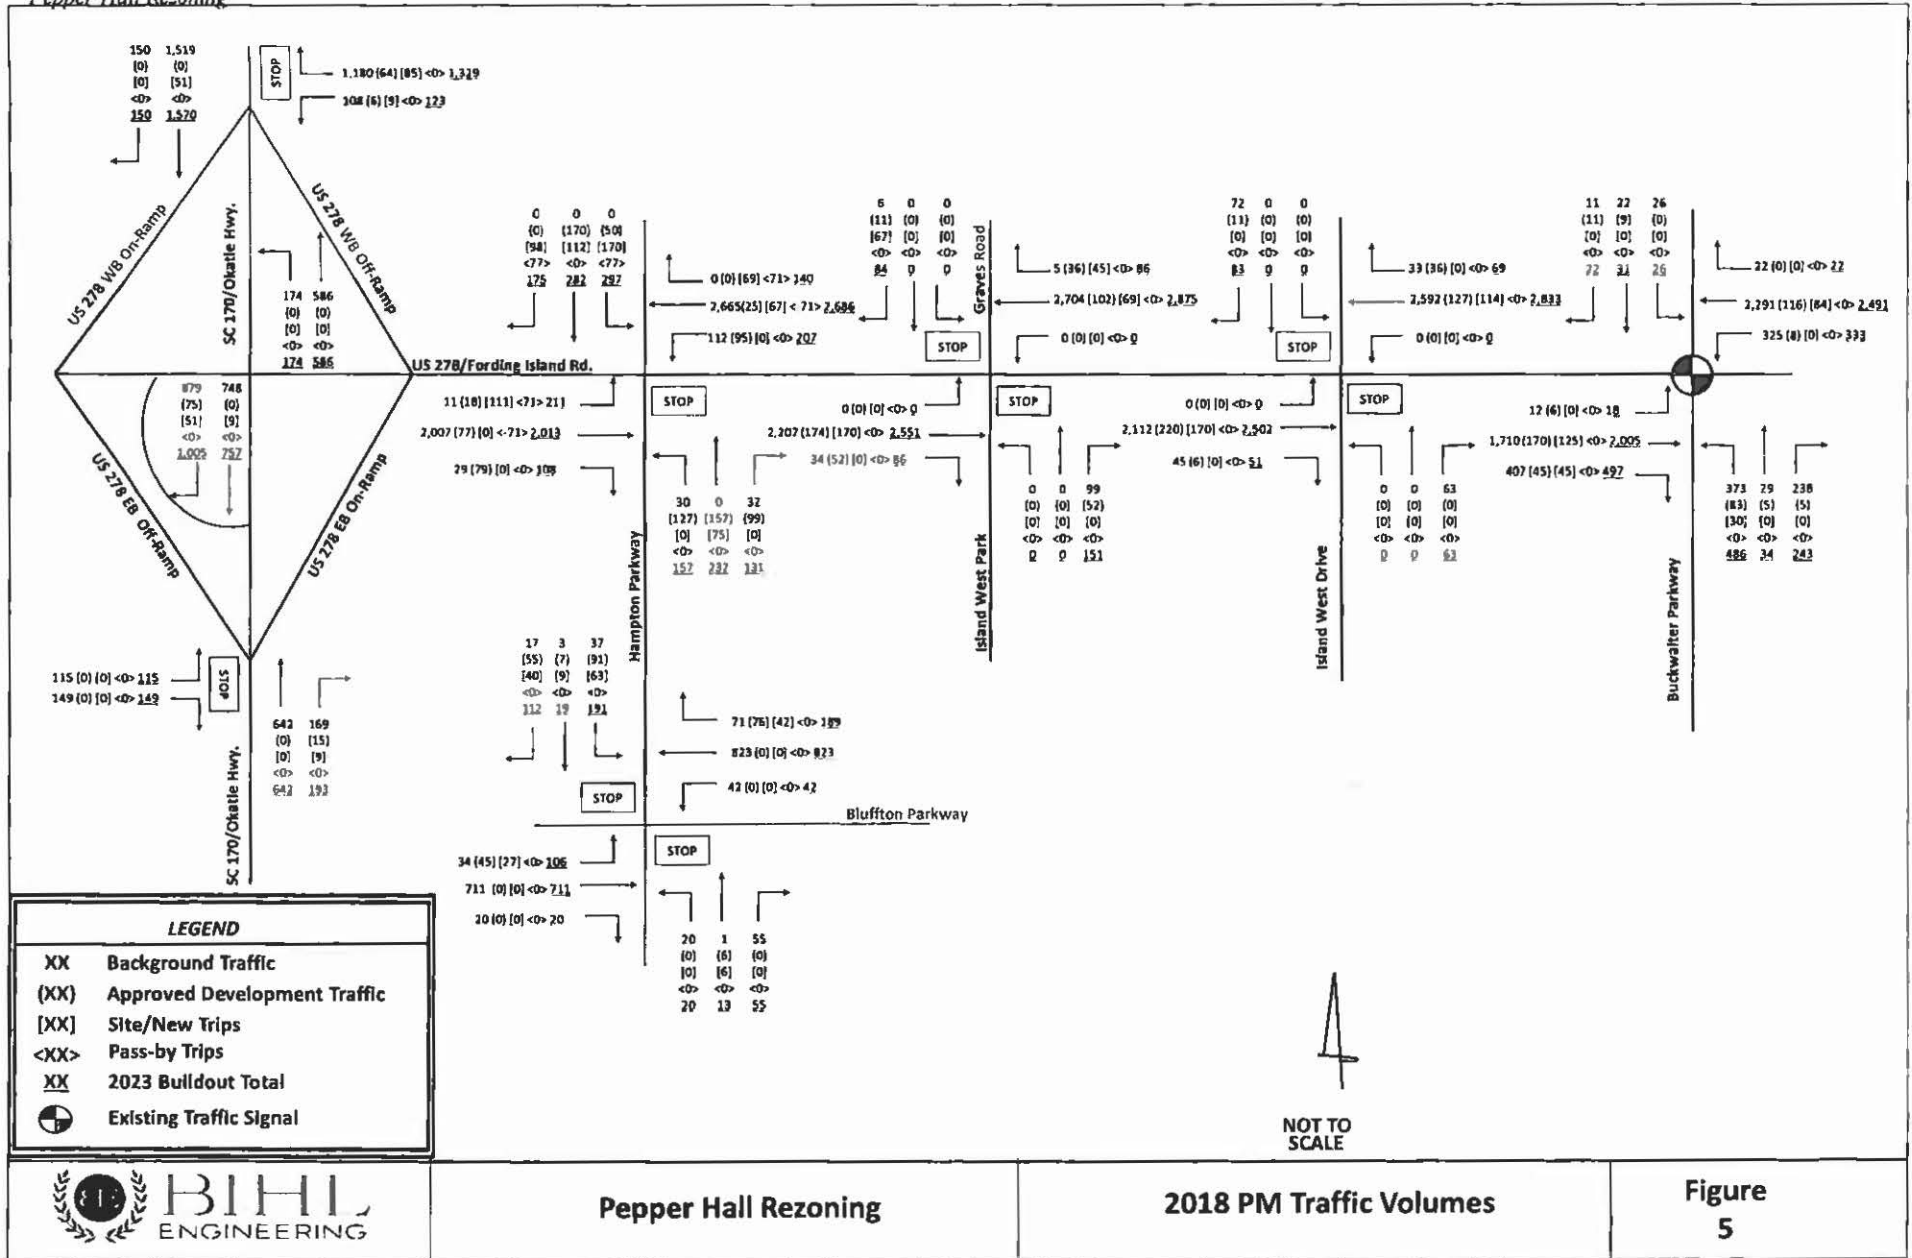 Pepper Hall Rezoning
150 1,519
(0) (0)
[0] [51]
<0> <0>
150 1,570
STOP
1,180 (64) [85] <0> 1,329
108 (6) [9] <0> 123
US 278 WB On-Ramp
SC 170/Okatie Hwy.
US 278 WB Off-Ramp
174 586
(0) (0)
[0] [0]
<0> <0>
174 586
879 748
(75) (0)
[51] [9]
<0> <0>
1,005 757
US 278 EB Off-Ramp
US 278 EB On-Ramp
115 (0) [0] <0> 115
149 (0) [0] <0> 149
STOP
642 169
(0) (15)
[0] [9]
<0> <0>
642 193
SC 170/Okatie Hwy.
US 278/Fording Island Rd.
0 0 0
(0) (170) (50)
[98] [112] [170]
<77> <0> <77>
175 282 297
0 (0) [69] <71> 140
2,665(25) [67] <71> 2,686
112 (95) [0] <0> 207
11 (18) [111] <71> 211
2,007 (77) [0] <-71> 2,013
29 (79) [0] <0> 108
STOP
30 0 32
(127) (157) (99)
[0] [75] [0]
<0> <0> <0>
157 232 131
Hampton Parkway
6 0 0
(11) (0) (0)
[67] [0] [0]
<0> <0> <0>
84 0 0
STOP
Graves Road
5 (36) [45] <0> 86
2,704 (102) [69] <0> 2,875
0 (0) [0] <0> 0
0 (0) [0] <0> 0
2,207 (174) [170] <0> 2,551
34 (52) [0] <0> 86
STOP
0 0 99
(0) (0) (52)
[0] [0] [0]
<0> <0> <0>
0 0 151
Island West Park
72 0 0
(11) (0) (0)
[0] [0] [0]
<0> <0> <0>
83 0 0
STOP
33 (36) [0] <0> 69
2,592 (127) [114] <0> 2,833
0 (0) [0] <0> 0
0 (0) [0] <0> 0
2,112 (220) [170] <0> 2,502
45 (6) [0] <0> 51
STOP
0 0 63
(0) (0) (0)
[0] [0] [0]
<0> <0> <0>
0 0 63
Island West Drive
11 22 26
(11) (9) (0)
[0] [0] [0]
<0> <0> <0>
22 31 26
22 (0) [0] <0> 22
2,291 (116) [84] <0> 2,491
325 (8) [0] <0> 333
12 (6) [0] <0> 18
1,710 (170) [125] <0> 2,005
407 (45) [45] <0> 497
373 29 238
(83) (5) (5)
[30] [0] [0]
<0> <0> <0>
486 34 243
Buckwalter Parkway
17 3 37
(55) (7) (91)
[40] [9] [63]
<0> <0> <0>
112 19 191
71 (76) [42] <0> 189
823 (0) [0] <0> 823
42 (0) [0] <0> 42
STOP
Bluffton Parkway
34 (45) [27] <0> 106
711 (0) [0] <0> 711
20 (0) [0] <0> 20
STOP
20 1 55
(0) (6) (0)
[0] [6] [0]
<0> <0> <0>
20 13 55
LEGEND
XX Background Traffic
(XX) Approved Development Traffic
[XX] Site/New Trips
<XX> Pass-by Trips
XX 2023 Buildout Total
Existing Traffic Signal
NOT TO
SCALE
BIHL
ENGINEERING
Pepper Hall Rezoning
2018 PM Traffic Volumes
Figure
5